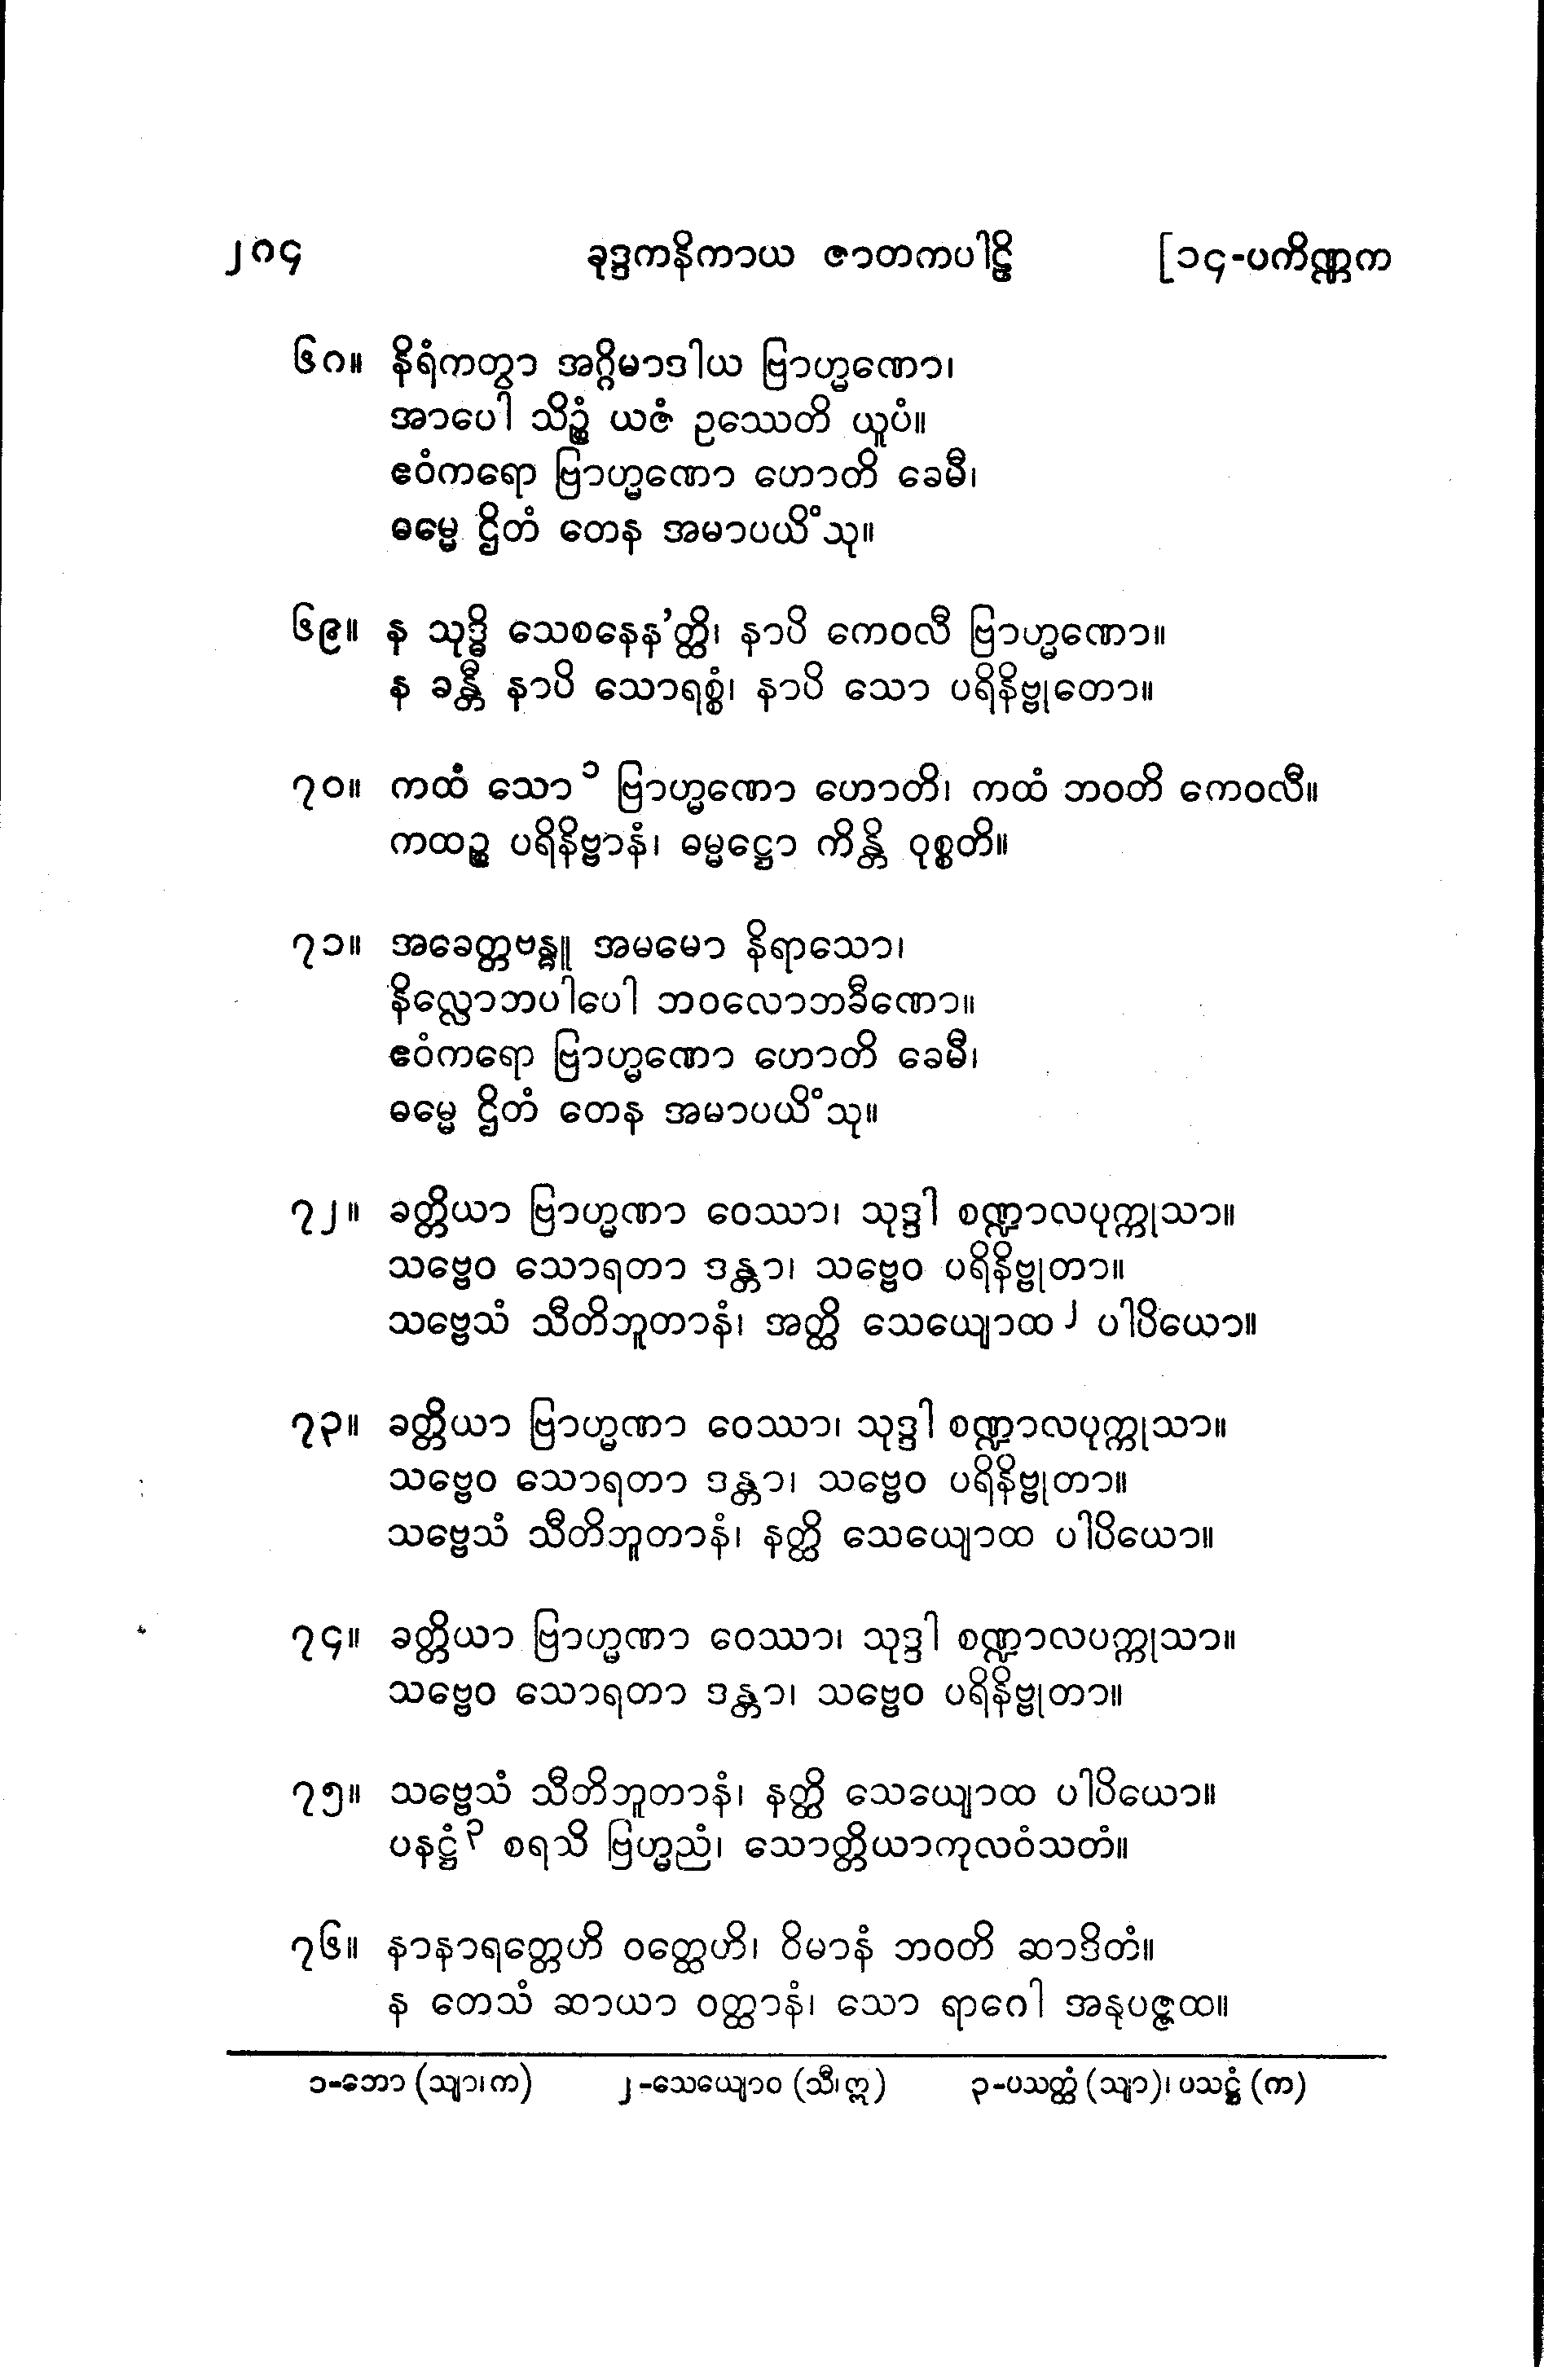 ၂၈၄ ခုဒ္ဒကနိကာယ ဇာတကပါဠိ [၁၄-ပကိဏ္ဏက
၆၈။ နိရံကတွာ အဂ္ဂိမာဒါယ ဗြာဟ္မဏော၊
အာပေါ သိဉ္စံ ယဇံ ဥဿေတိ ယူပံ။
ဧဝံကရော ဗြာဟ္မဏော ဟောတိ ခေမီ၊
ဓမ္မေ ဌိတံ တေန အမာပယိံသု။
၆၉။ န သုဒ္ဓိ သေစနေန’တ္ထိ၊ နာပိ ကေဝလီ ဗြာဟ္မဏော။
န ခန္တီ နာပိ သောရစ္စံ၊ နာပိ သော ပရိနိဗ္ဗုတော။
၇၀။ ကထံ သော ၁ ဗြာဟ္မဏော ဟောတိ၊ ကထံ ဘဝတိ ကေဝလီ။
ကထဉ္စ ပရိနိဗ္ဗာနံ၊ ဓမ္မဋ္ဌော ကိန္တိ ဝုစ္စတိ။
၇၁။ အခေတ္တဗန္ဓူ အမမော နိရာသော၊
နိလ္လောဘပါပေါ ဘဝလောဘခီဏော။
ဧဝံကရော ဗြာဟ္မဏော ဟောတိ ခေမီ၊
ဓမ္မေ ဌိတံ တေန အမာပယိံသု။
၇၂။ ခတ္တိယာ ဗြာဟ္မဏာ ဝေဿာ၊ သုဒ္ဒါ စဏ္ဍာလပုက္ကုသာ။
သဗ္ဗေဝ သောရတာ ဒန္တာ၊ သဗ္ဗေဝ ပရိနိဗ္ဗုတာ။
သဗ္ဗေသံ သီတိဘူတာနံ၊ အတ္ထိ သေယျောထ ၂ ပါပိယော။
၇၃။ ခတ္တိယာ ဗြာဟ္မဏာ ဝေဿာ၊ သုဒ္ဒါ စဏ္ဍာလပုက္ကုသာ။
သဗ္ဗေဝ သောရတာ ဒန္တာ၊ သဗ္ဗေဝ ပရိနိဗ္ဗုတာ။
သဗ္ဗေသံ သီတိဘူတာနံ၊ နတ္ထိ သေယျောထ ပါပိယော။
၇၄။ ခတ္တိယာ ဗြာဟ္မဏာ ဝေဿာ၊ သုဒ္ဒါ စဏ္ဍာလပက္ကုသာ။
သဗ္ဗေဝ သောရတာ ဒန္တာ၊ သဗ္ဗေဝ ပရိနိဗ္ဗုတာ။
၇၅။ သဗ္ဗေသံ သီတိဘူတာနံ၊ နတ္ထိ သေယျောထ ပါပိယော။
ပနဋ္ဌံ ၃ စရသိ ဗြဟ္မညံ၊ သောတ္တိယာကုလဝံသတံ။
၇၆။ နာနာရတ္တေဟိ ဝတ္ထေဟိ၊ ဝိမာနံ ဘဝတိ ဆာဒိတံ။
န တေသံ ဆာယာ ဝတ္ထာနံ၊ သော ရာဂေါ အနုပဇ္ဇထ။
၁-ဘော (သျာ၊က) ၂-သေယျောဝ (သီ၊ဣ) ၃-ပသတ္ထံ (သျာ)၊ ပသဋ္ဌံ (က)